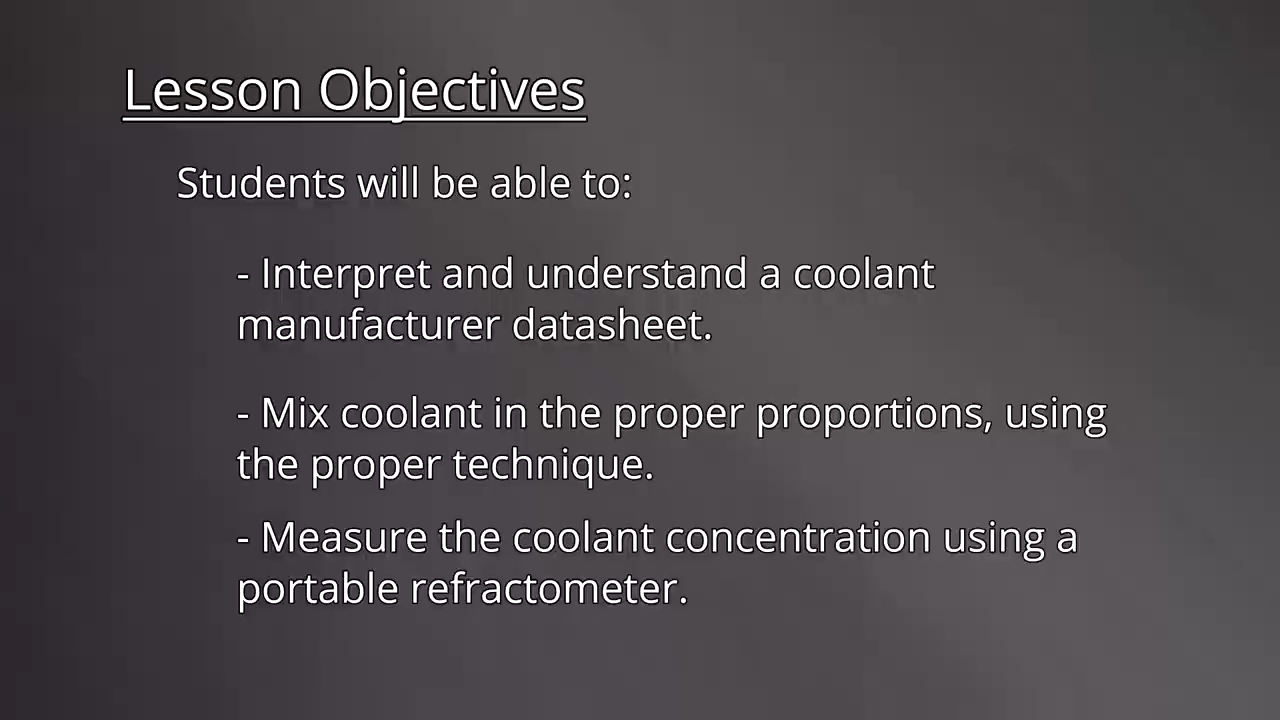 Lesson Objectives
Students will be able to:
- Interpret and understand a coolant
manufacturer datasheet.
- Mix coolant in the proper proportions, using
the proper technique.
- Measure the coolant concentration using a
portable refractometer.